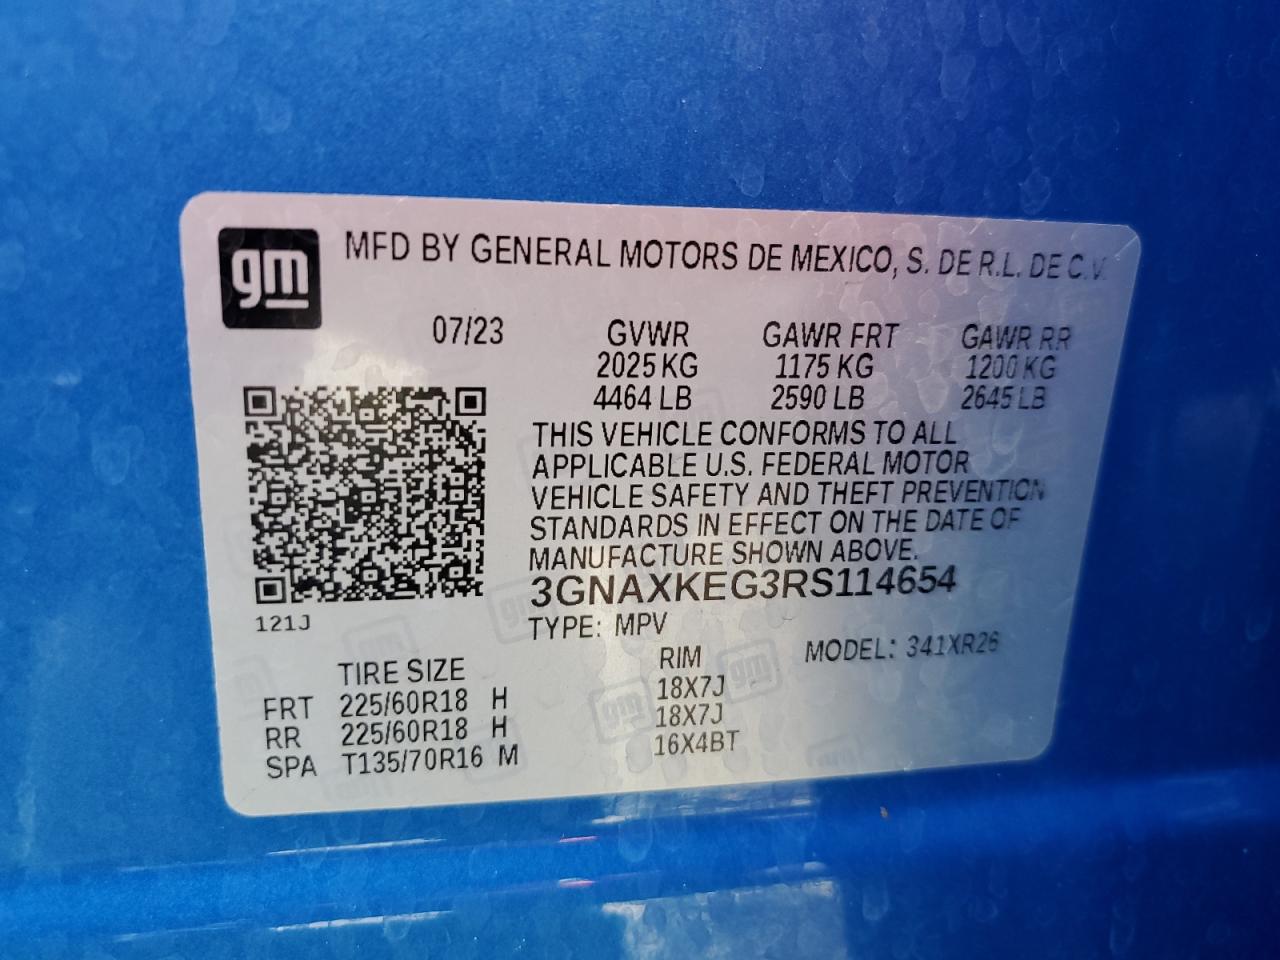 gm MFD BY GENERAL MOTORS DE MEXICO, S. DE R.L. DE C.V.
07/23 GVWR GAWR FRT GAWR RR
2025 KG 1175 KG 1200 KG
4464 LB 2590 LB 2645 LB
THIS VEHICLE CONFORMS TO ALL
APPLICABLE U.S. FEDERAL MOTOR
VEHICLE SAFETY AND THEFT PREVENTION
STANDARDS IN EFFECT ON THE DATE OF
MANUFACTURE SHOWN ABOVE.
3GNAXKEG3RS114654
121J
TYPE: MPV MODEL: 341XR26
TIRE SIZE RIM
FRT 225/60R18 H 18X7J
RR 225/60R18 H 18X7J
SPA T135/70R16 M 16X4BT